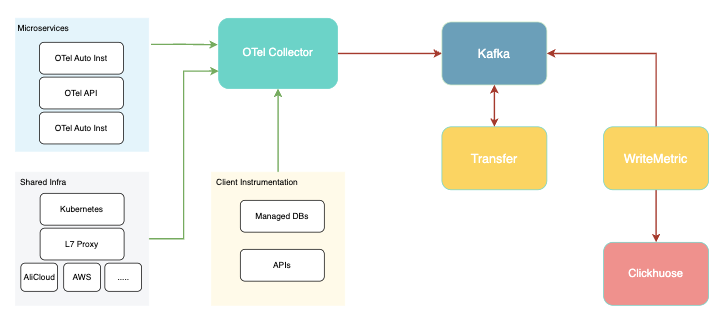 Microservices
OTel Auto Inst
OTel API
OTel Auto Inst
OTel Collector
Kafka
Transfer
WriteMetric
Clickhuose
Shared Infra
Kubernetes
L7 Proxy
AliCloud
AWS
.....
Client Instrumentation
Managed DBs
APIs